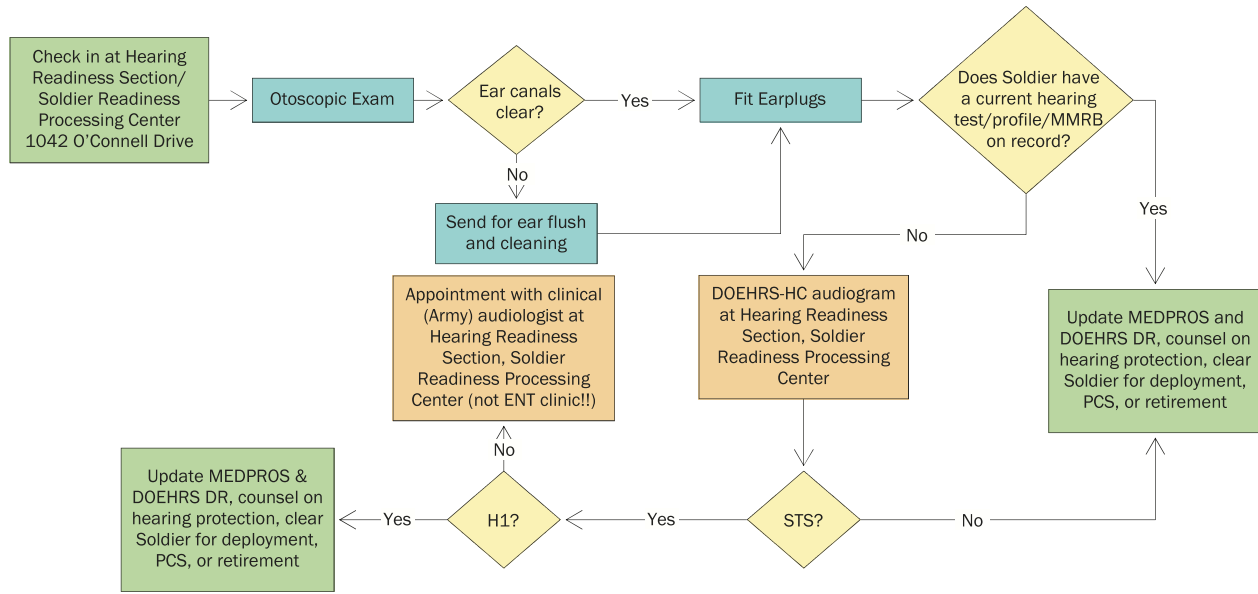 Check in at Hearing
Readiness Section/
Soldier Readiness
Processing Center
1042 O’Connell Drive
Otoscopic Exam
Ear canals
clear?
Yes
Fit Earplugs
Does Soldier have
a current hearing
test/profile/MMRB
on record?
No
Send for ear flush
and cleaning
Yes
No
Appointment with clinical
(Army) audiologist at
Hearing Readiness
Section, Soldier
Readiness Processing
Center (not ENT clinic!!)
DOEHRS-HC audiogram
at Hearing Readiness
Section, Soldier
Readiness Processing
Center
Update MEDPROS and
DOEHRS DR, counsel on
hearing protection, clear
Soldier for deployment,
PCS, or retirement
No
Update MEDPROS &
DOEHRS DR, counsel on
hearing protection, clear
Soldier for deployment,
PCS, or retirement
Yes
H1?
Yes
STS?
No